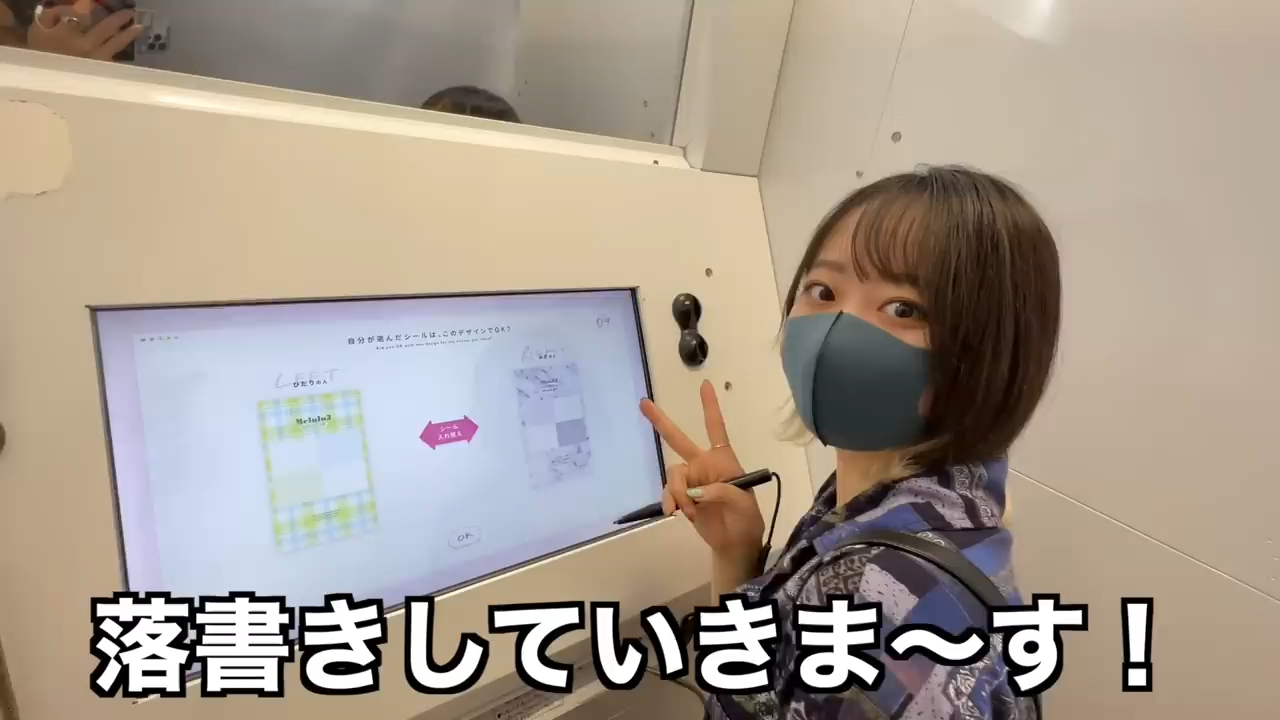 自分が選んだシールは、このデザインでOK?
LEFT
ひだりの人
Melulu3
シール
入れ替え
OK
落書きしていきま〜す!